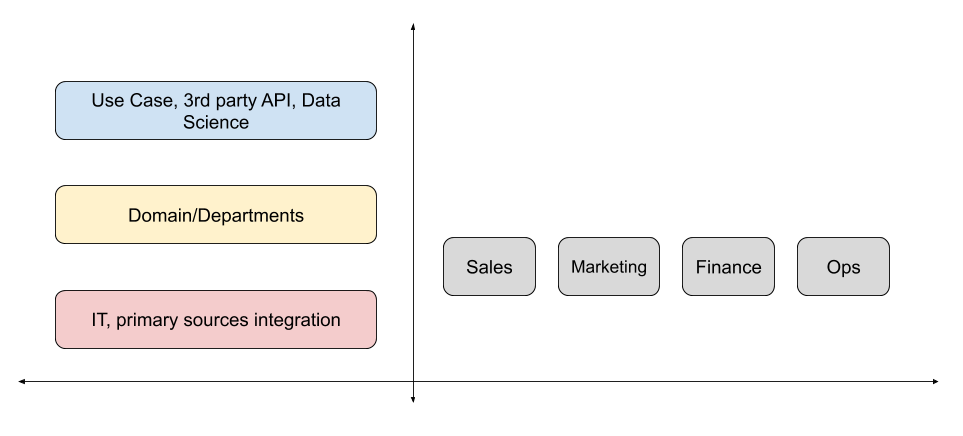 Use Case, 3rd party API, Data
Science
Domain/Departments
IT, primary sources integration
Sales
Marketing
Finance
Ops